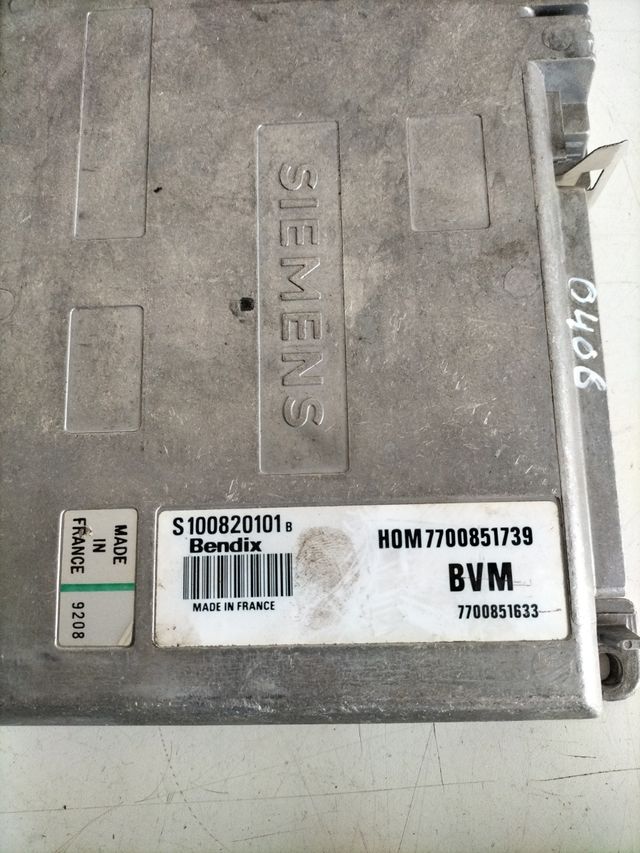 SIEMENS
0406
MADE
IN
FRANCE 9208
S100820101 B
Bendix
MADE IN FRANCE
HOM7700851739
BVM
7700851633